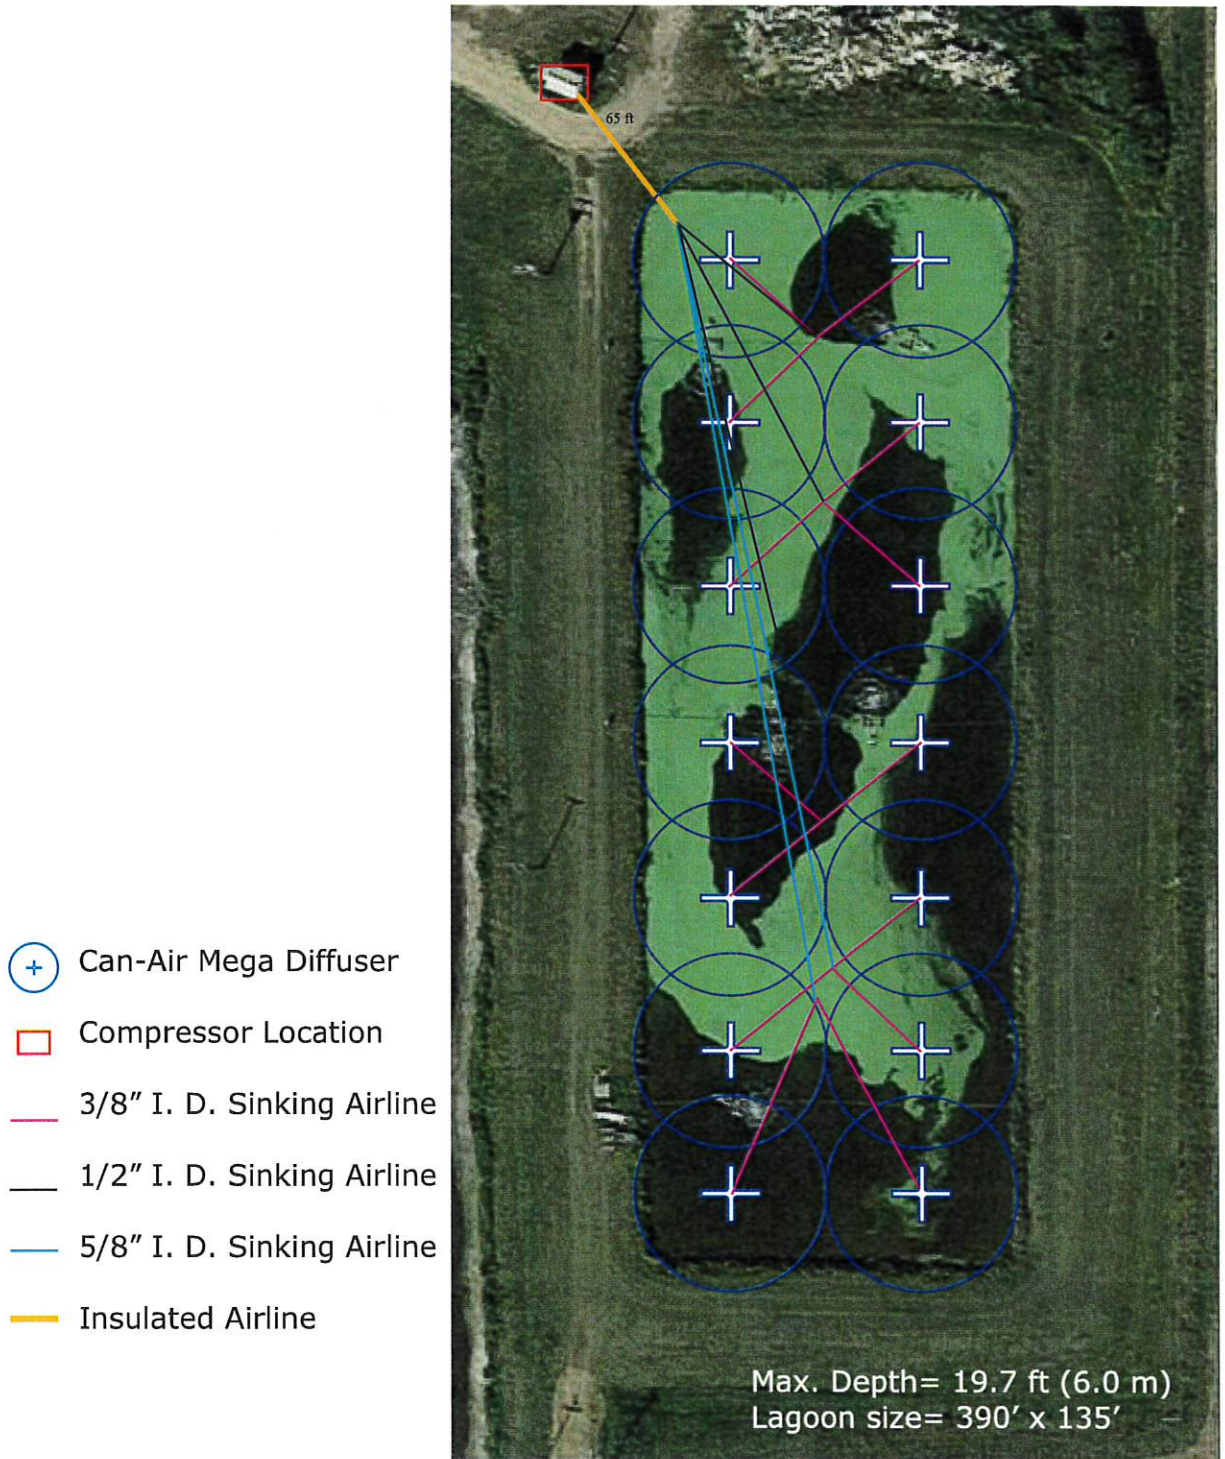 65 ft
Can-Air Mega Diffuser
Compressor Location
3/8” I. D. Sinking Airline
1/2” I. D. Sinking Airline
5/8” I. D. Sinking Airline
Insulated Airline
Max. Depth= 19.7 ft (6.0 m)
Lagoon size= 390’ x 135’